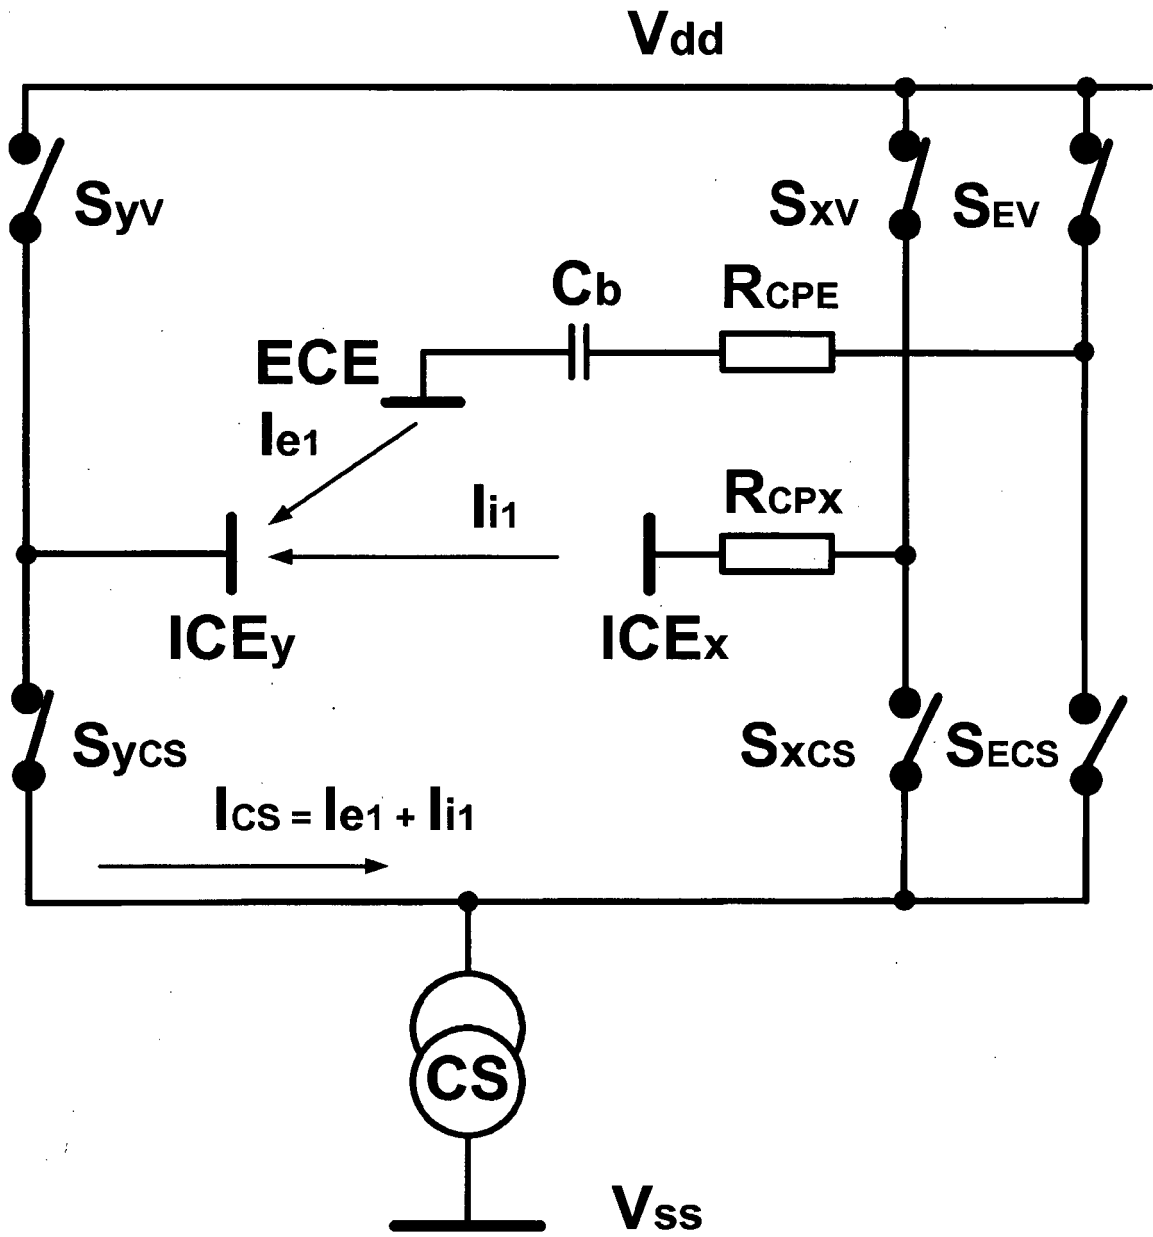 Vdd
SyV
SxV
SEV
Cb
RCPE
ECE
Ie1
RCPx
Ii1
ICEy
ICEx
SyCS
SxCS
SECS
ICS = Ie1 + Ii1
CS
Vss